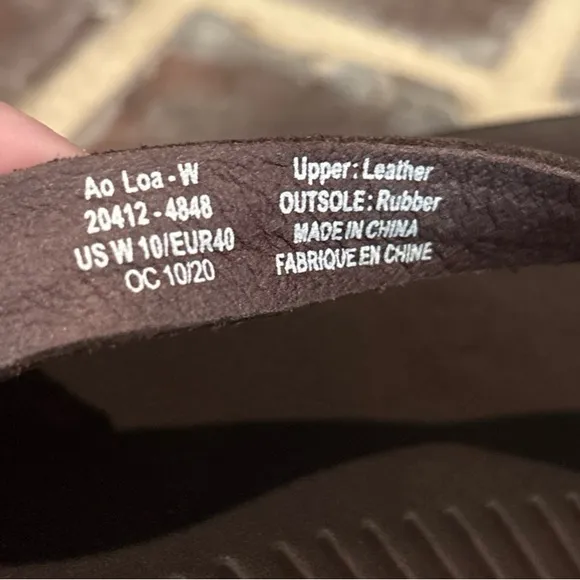 Ao Loa - W
20412 - 4848
US W 10/EUR40
OC 10/20
Upper: Leather
OUTSOLE: Rubber
MADE IN CHINA
FABRIQUE EN CHINE